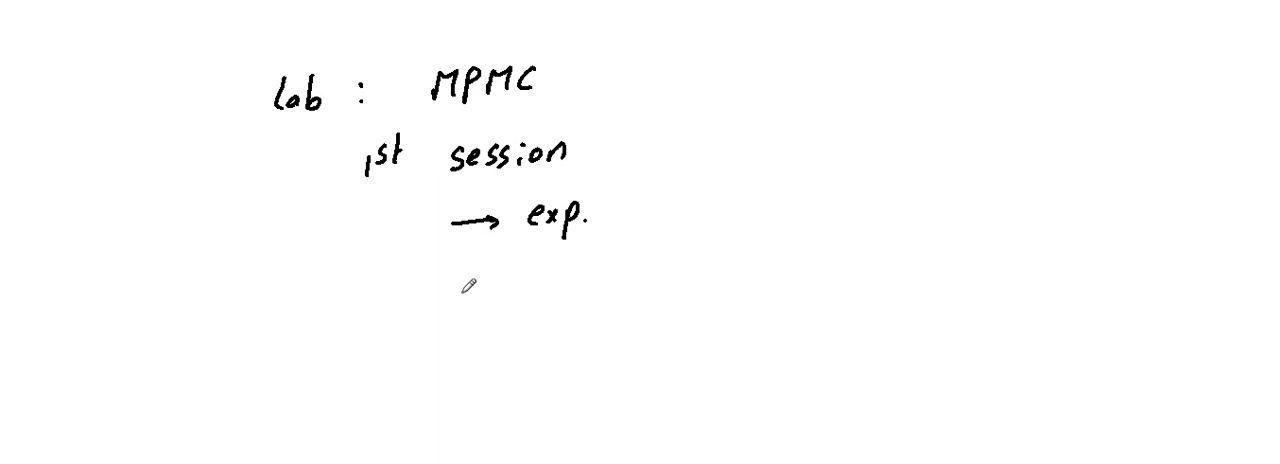 Lab : MPMC
1st session
→ exp.